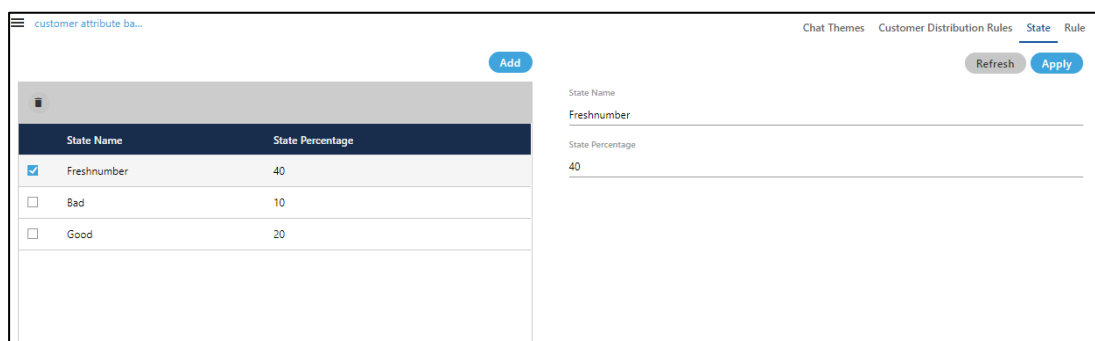 customer attribute ba...
Chat Themes Customer Distribution Rules State Rule
Add
Refresh Apply
State Name State Percentage
Freshnumber 40
Bad 10
Good 20
State Name
Freshnumber
State Percentage
40